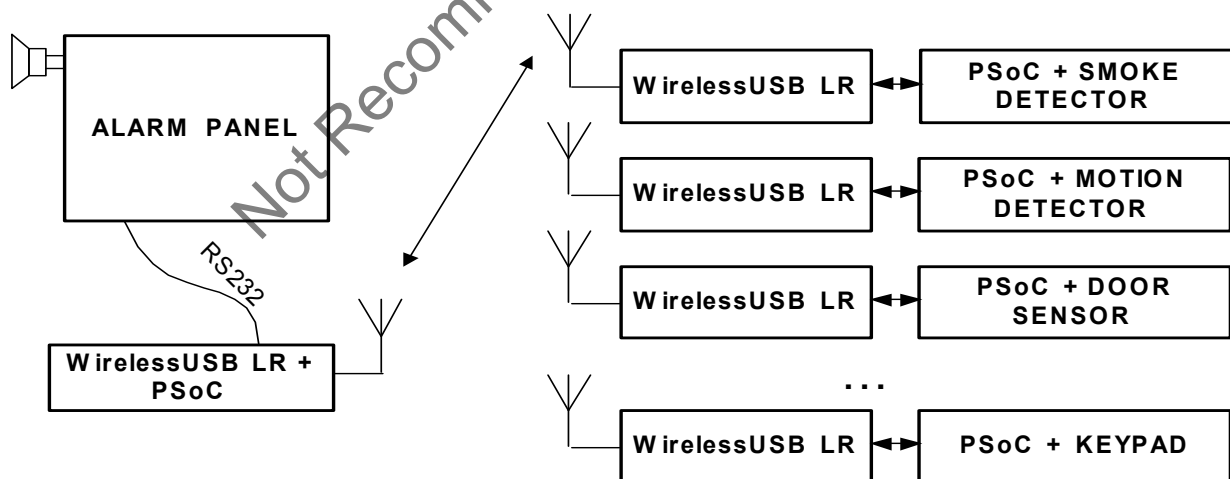 ALARM PANEL
RS232
WirelessUSB LR +
PSoC
WirelessUSB LR
PSoC + SMOKE
DETECTOR
WirelessUSB LR
PSoC + MOTION
DETECTOR
WirelessUSB LR
PSoC + DOOR
SENSOR
...
WirelessUSB LR
PSoC + KEYPAD
Not Recom